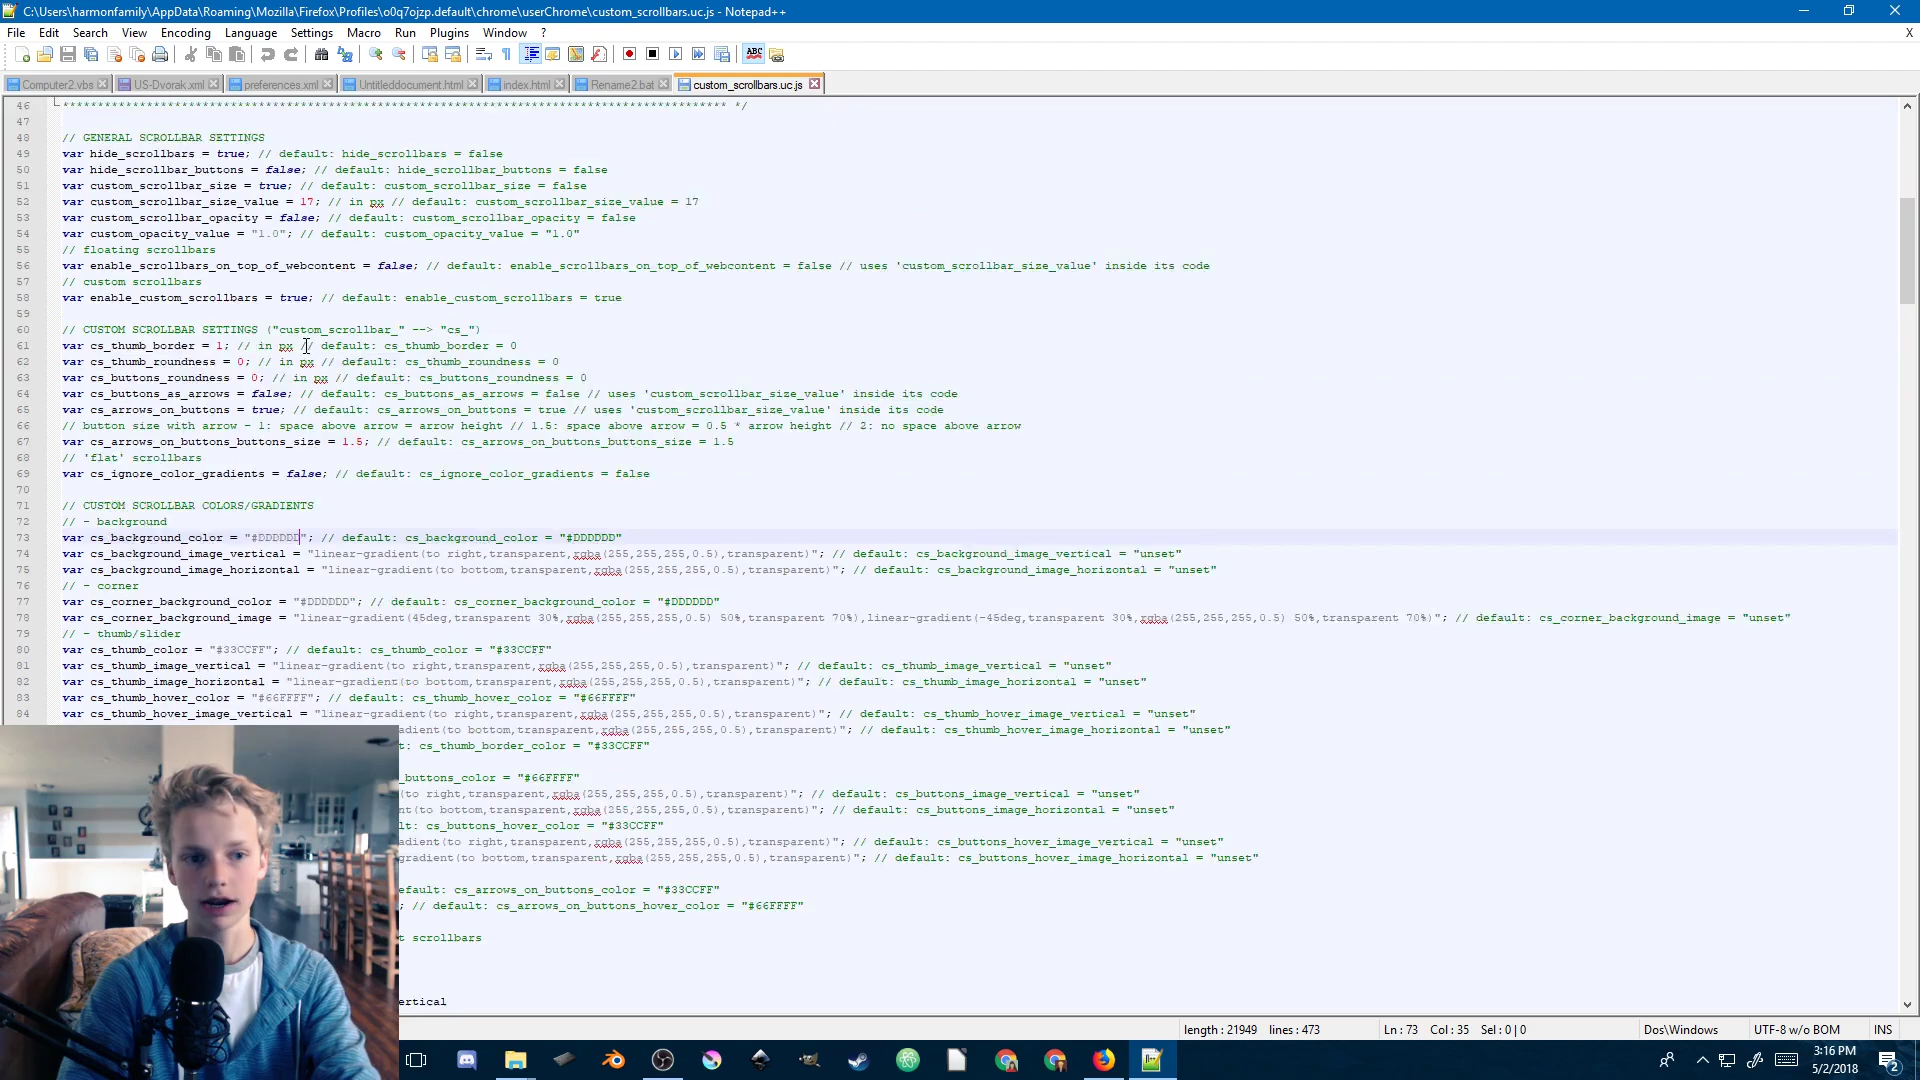 C:\Users\harmonfamily\AppData\Roaming\Mozilla\Firefox\Profiles\o0q7ojzp.default\chrome\userChrome\custom_scrollbars.uc.js - Notepad++
File Edit Search View Encoding Language Settings Macro Run Plugins Window ? X
Computer2.vbs US-Dvorak.xml preferences.xml Untitleddocument.html index.html Rename2.bat custom_scrollbars.uc.js
46 **************************************************************************************** */
47
48 // GENERAL SCROLLBAR SETTINGS
49 var hide_scrollbars = true; // default: hide_scrollbars = false
50 var hide_scrollbar_buttons = false; // default: hide_scrollbar_buttons = false
51 var custom_scrollbar_size = true; // default: custom_scrollbar_size = false
52 var custom_scrollbar_size_value = 17; // in px // default: custom_scrollbar_size_value = 17
53 var custom_scrollbar_opacity = false; // default: custom_scrollbar_opacity = false
54 var custom_opacity_value = "1.0"; // default: custom_opacity_value = "1.0"
55 // floating scrollbars
56 var enable_scrollbars_on_top_of_webcontent = false; // default: enable_scrollbars_on_top_of_webcontent = false // uses 'custom_scrollbar_size_value' inside its code
57 // custom scrollbars
58 var enable_custom_scrollbars = true; // default: enable_custom_scrollbars = true
59
60 // CUSTOM SCROLLBAR SETTINGS ("custom_scrollbar_" --> "cs_")
61 var cs_thumb_border = 1; // in px // default: cs_thumb_border = 0
62 var cs_thumb_roundness = 0; // in px // default: cs_thumb_roundness = 0
63 var cs_buttons_roundness = 0; // in px // default: cs_buttons_roundness = 0
64 var cs_buttons_as_arrows = false; // default: cs_buttons_as_arrows = false // uses 'custom_scrollbar_size_value' inside its code
65 var cs_arrows_on_buttons = true; // default: cs_arrows_on_buttons = true // uses 'custom_scrollbar_size_value' inside its code
66 // button size with arrow - 1: space above arrow = arrow height // 1.5: space above arrow = 0.5 * arrow height // 2: no space above arrow
67 var cs_arrows_on_buttons_buttons_size = 1.5; // default: cs_arrows_on_buttons_buttons_size = 1.5
68 // 'flat' scrollbars
69 var cs_ignore_color_gradients = false; // default: cs_ignore_color_gradients = false
70
71 // CUSTOM SCROLLBAR COLORS/GRADIENTS
72 // - background
73 var cs_background_color = "#DDDDDD"; // default: cs_background_color = "#DDDDDD"
74 var cs_background_image_vertical = "linear-gradient(to right,transparent,rgba(255,255,255,0.5),transparent)"; // default: cs_background_image_vertical = "unset"
75 var cs_background_image_horizontal = "linear-gradient(to bottom,transparent,rgba(255,255,255,0.5),transparent)"; // default: cs_background_image_horizontal = "unset"
76 // - corner
77 var cs_corner_background_color = "#DDDDDD"; // default: cs_corner_background_color = "#DDDDDD"
78 var cs_corner_background_image = "linear-gradient(45deg,transparent 30%,rgba(255,255,255,0.5) 50%,transparent 70%),linear-gradient(-45deg,transparent 30%,rgba(255,255,255,0.5) 50%,transparent 70%)"; // default: cs_corner_background_image = "unset"
79 // - thumb/slider
80 var cs_thumb_color = "#33CCFF"; // default: cs_thumb_color = "#33CCFF"
81 var cs_thumb_image_vertical = "linear-gradient(to right,transparent,rgba(255,255,255,0.5),transparent)"; // default: cs_thumb_image_vertical = "unset"
82 var cs_thumb_image_horizontal = "linear-gradient(to bottom,transparent,rgba(255,255,255,0.5),transparent)"; // default: cs_thumb_image_horizontal = "unset"
83 var cs_thumb_hover_color = "#66FFFF"; // default: cs_thumb_hover_color = "#66FFFF"
84 var cs_thumb_hover_image_vertical = "linear-gradient(to right,transparent,rgba(255,255,255,0.5),transparent)"; // default: cs_thumb_hover_image_vertical = "unset"
adient(to bottom,transparent,rgba(255,255,255,0.5),transparent)"; // default: cs_thumb_hover_image_horizontal = "unset"
t: cs_thumb_border_color = "#33CCFF"
_buttons_color = "#66FFFF"
(to right,transparent,rgba(255,255,255,0.5),transparent)"; // default: cs_buttons_image_vertical = "unset"
nt(to bottom,transparent,rgba(255,255,255,0.5),transparent)"; // default: cs_buttons_image_horizontal = "unset"
lt: cs_buttons_hover_color = "#33CCFF"
adient(to right,transparent,rgba(255,255,255,0.5),transparent)"; // default: cs_buttons_hover_image_vertical = "unset"
gradient(to bottom,transparent,rgba(255,255,255,0.5),transparent)"; // default: cs_buttons_hover_image_horizontal = "unset"
efault: cs_arrows_on_buttons_color = "#33CCFF"
; // default: cs_arrows_on_buttons_hover_color = "#66FFFF"
t scrollbars
ertical
length : 21949 lines : 473 Ln : 73 Col : 35 Sel : 0 | 0 Dos\Windows UTF-8 w/o BOM INS
3:16 PM
5/2/2018
2